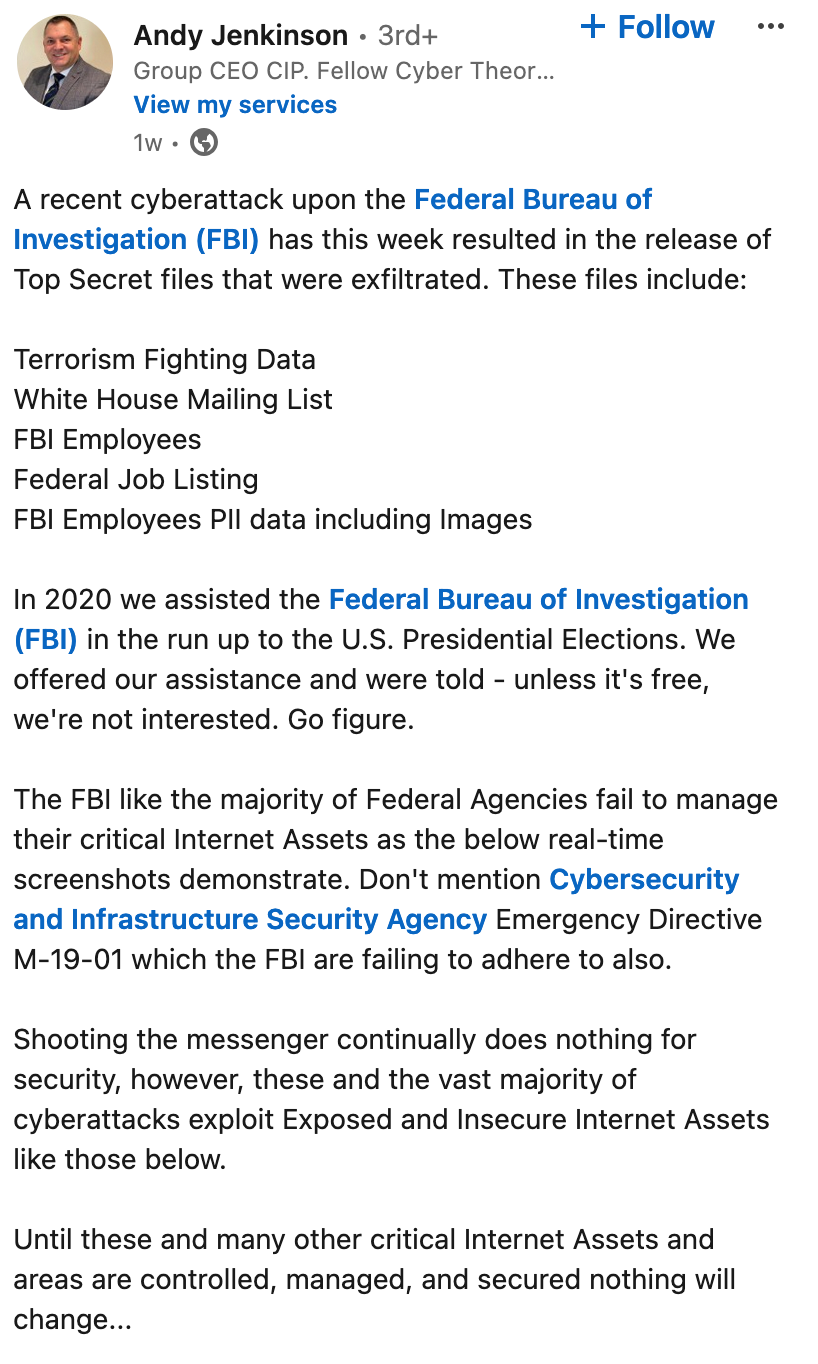 Andy Jenkinson • 3rd+
+ Follow
Group CEO CIP. Fellow Cyber Theor...
View my services
1w •
A recent cyberattack upon the Federal Bureau of
Investigation (FBI) has this week resulted in the release of
Top Secret files that were exfiltrated. These files include:
Terrorism Fighting Data
White House Mailing List
FBI Employees
Federal Job Listing
FBI Employees PII data including Images
In 2020 we assisted the Federal Bureau of Investigation
(FBI) in the run up to the U.S. Presidential Elections. We
offered our assistance and were told - unless it's free,
we're not interested. Go figure.
The FBI like the majority of Federal Agencies fail to manage
their critical Internet Assets as the below real-time
screenshots demonstrate. Don't mention Cybersecurity
and Infrastructure Security Agency Emergency Directive
M-19-01 which the FBI are failing to adhere to also.
Shooting the messenger continually does nothing for
security, however, these and the vast majority of
cyberattacks exploit Exposed and Insecure Internet Assets
like those below.
Until these and many other critical Internet Assets and
areas are controlled, managed, and secured nothing will
change...